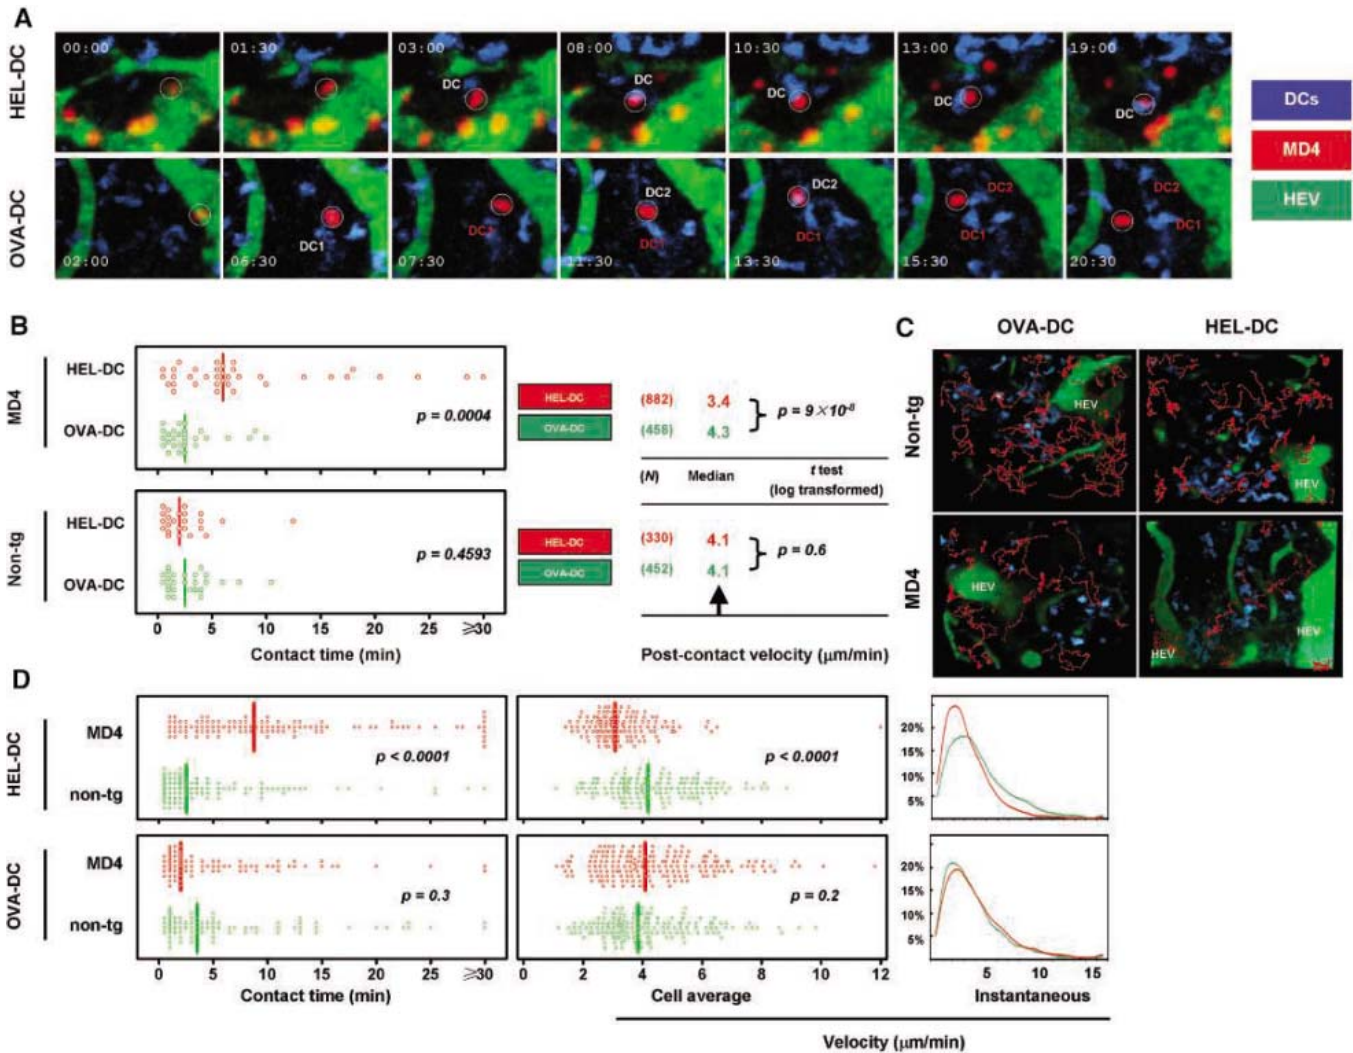 A
HEL-DC
00:00
01:30
03:00
DC
08:00
DC
10:30
DC
13:00
DC
19:00
DC
DCs
MD4
HEV
OVA-DC
02:00
06:30
DC1
07:30
DC1
11:30
DC2
DC1
13:30
DC2
DC1
15:30
DC2
DC1
20:30
DC2
DC1
B
MD4
HEL-DC
OVA-DC
p = 0.0004
Non-tg
HEL-DC
OVA-DC
p = 0.4593
0 5 10 15 20 25 ≥30
Contact time (min)
HEL-DC (882) 3.4
OVA-DC (458) 4.3
p = 9×10⁻⁸
(N) Median t test
(log transformed)
HEL-DC (330) 4.1
OVA-DC (452) 4.1
p = 0.6
Post-contact velocity (μm/min)
C
OVA-DC HEL-DC
Non-tg
HEV
HEV
MD4
HEV
HEV
HEV
D
HEL-DC
MD4
non-tg
p < 0.0001
p < 0.0001
20%
15%
10%
5%
OVA-DC
MD4
non-tg
p = 0.3
p = 0.2
20%
15%
10%
5%
0 5 10 15 20 25 ≥30
Contact time (min)
0 2 4 6 8 10 12
Cell average
5 10 15
Instantaneous
Velocity (μm/min)